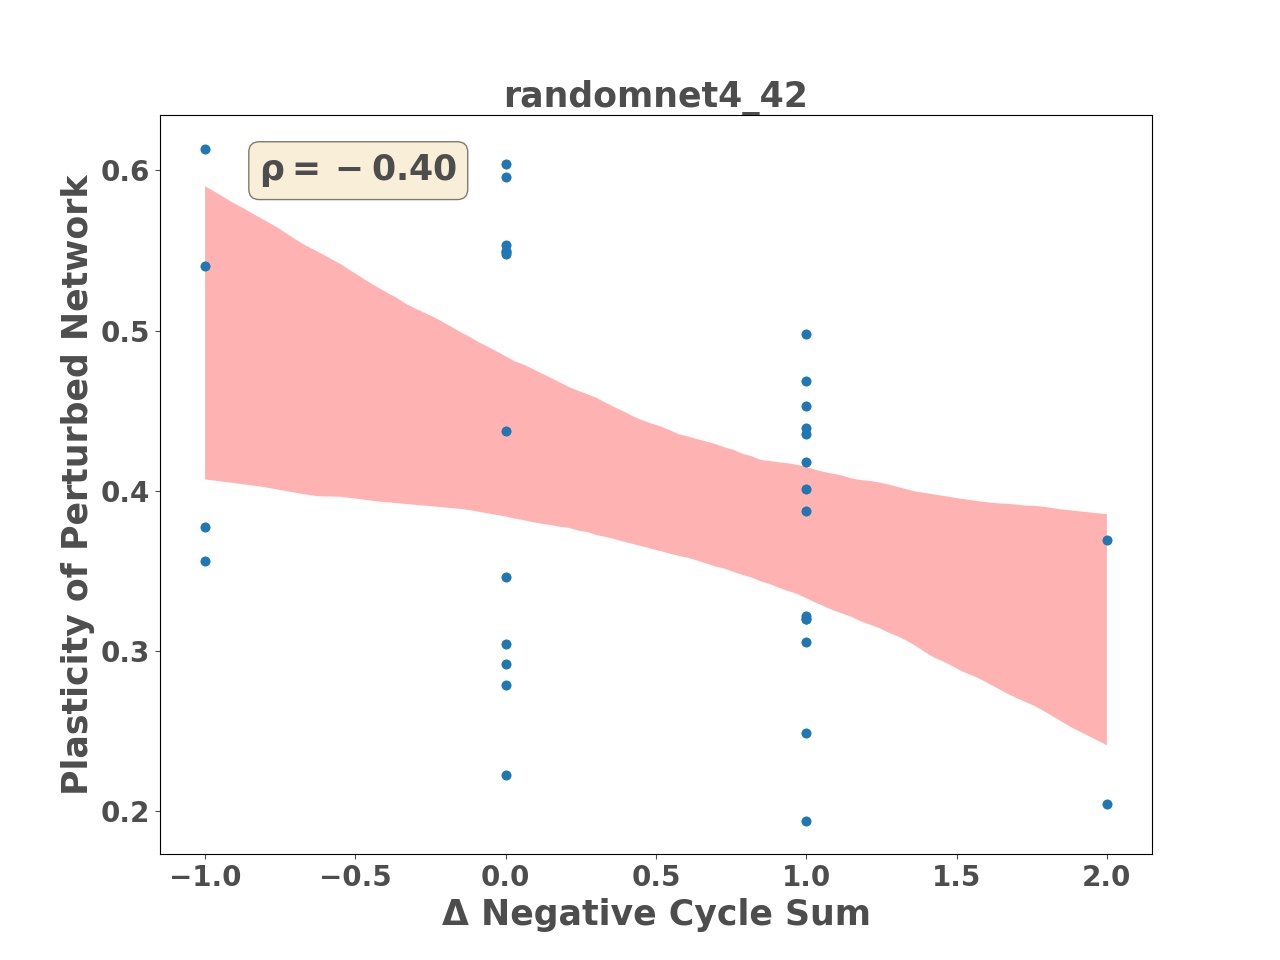 randomnet4_42
ρ = − 0.40
Plasticity of Perturbed Network
0.6
0.5
0.4
0.3
0.2
−1.0 −0.5 0.0 0.5 1.0 1.5 2.0
Δ Negative Cycle Sum